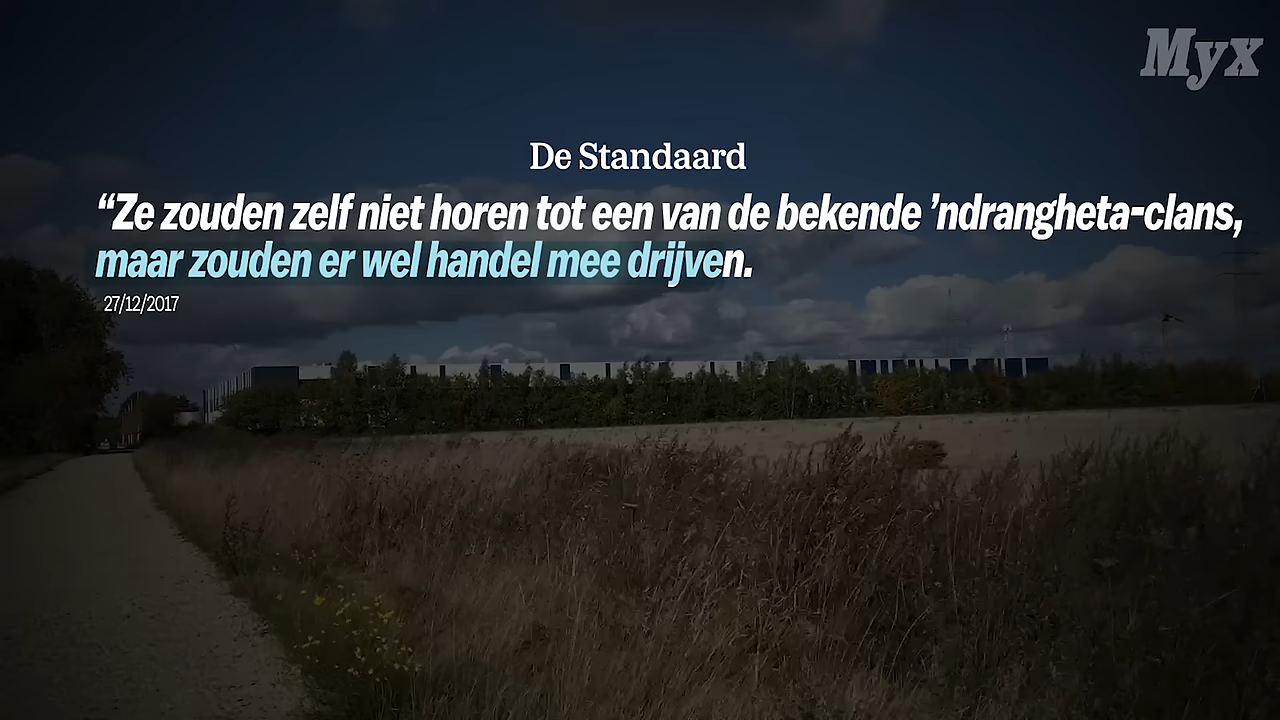 Myx
De Standaard
“Ze zouden zelf niet horen tot een van de bekende ’ndrangheta-clans,
maar zouden er wel handel mee drijven.
27/12/2017